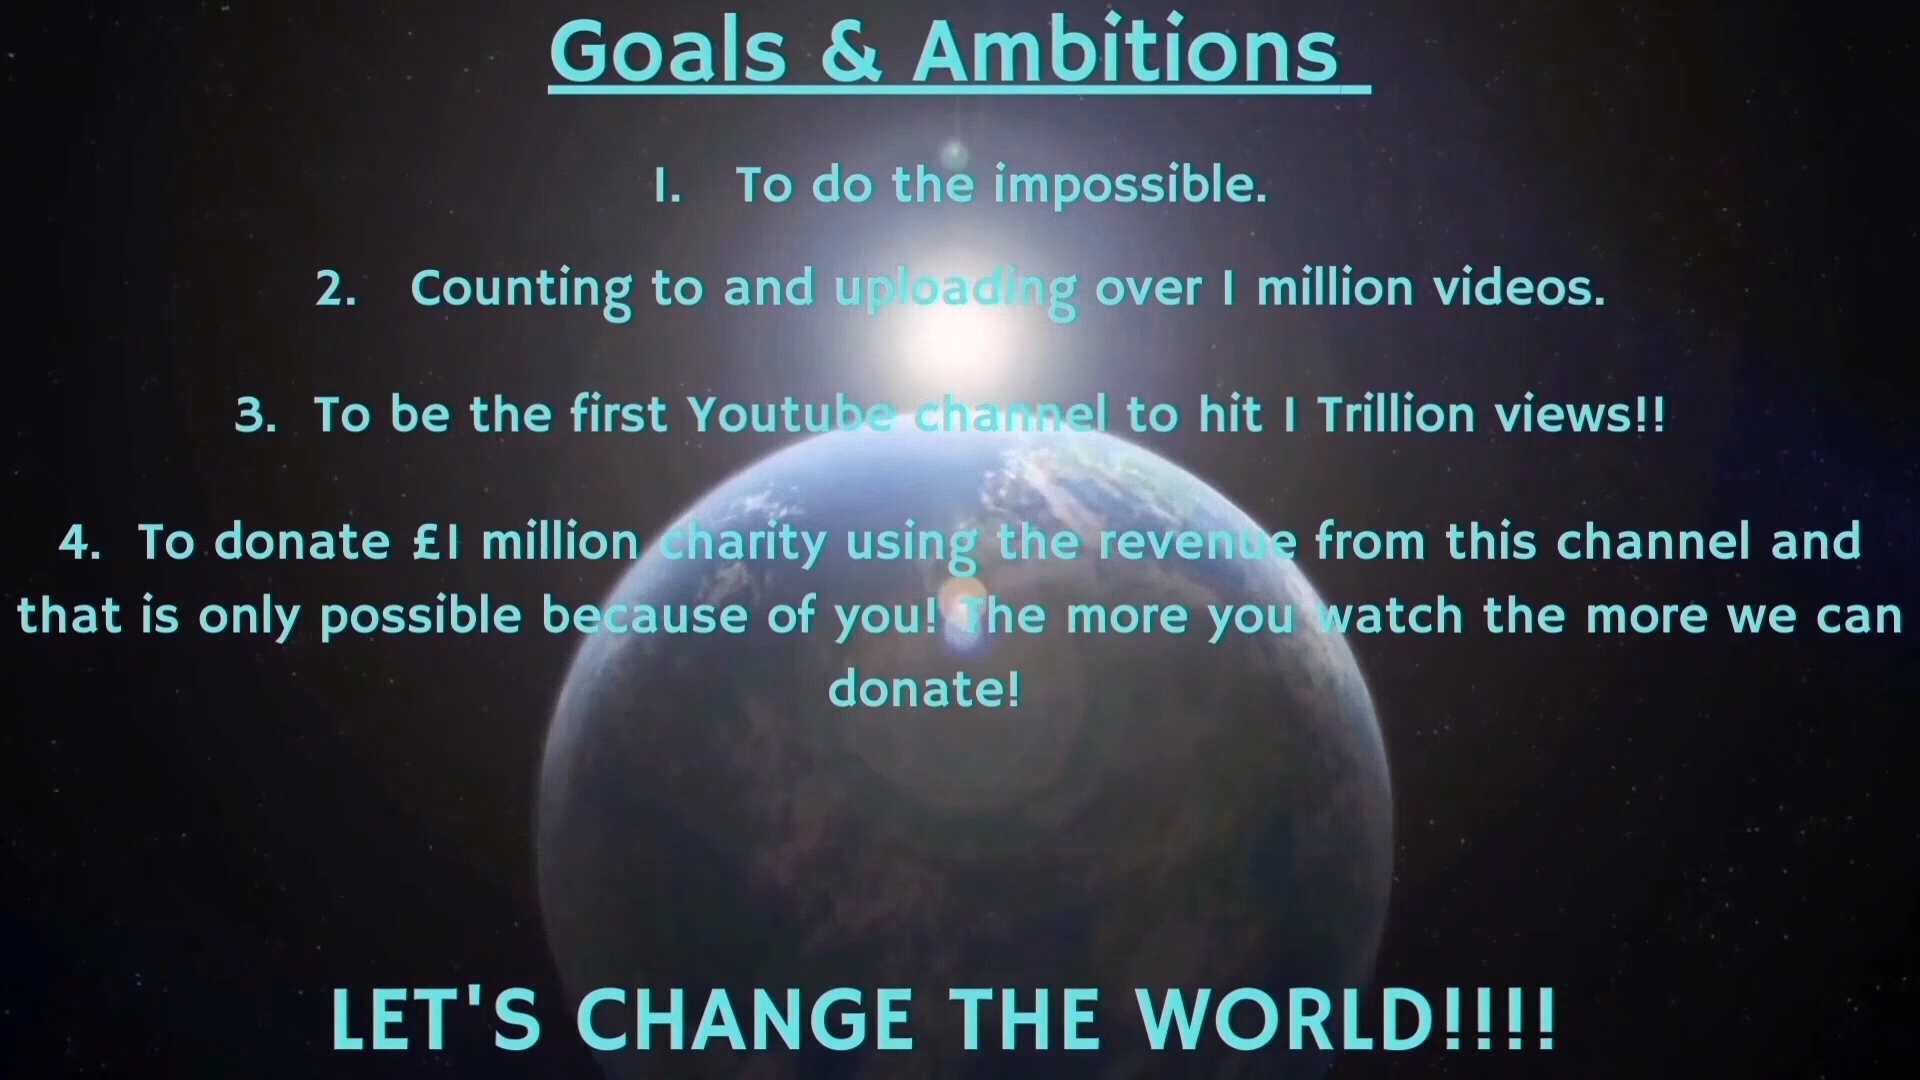 Goals & Ambitions
1. To do the impossible.
2. Counting to and uploading over 1 million videos.
3. To be the first Youtube channel to hit 1 Trillion views!!
4. To donate £1 million charity using the revenue from this channel and
that is only possible because of you! The more you watch the more we can
donate!
LET'S CHANGE THE WORLD!!!!